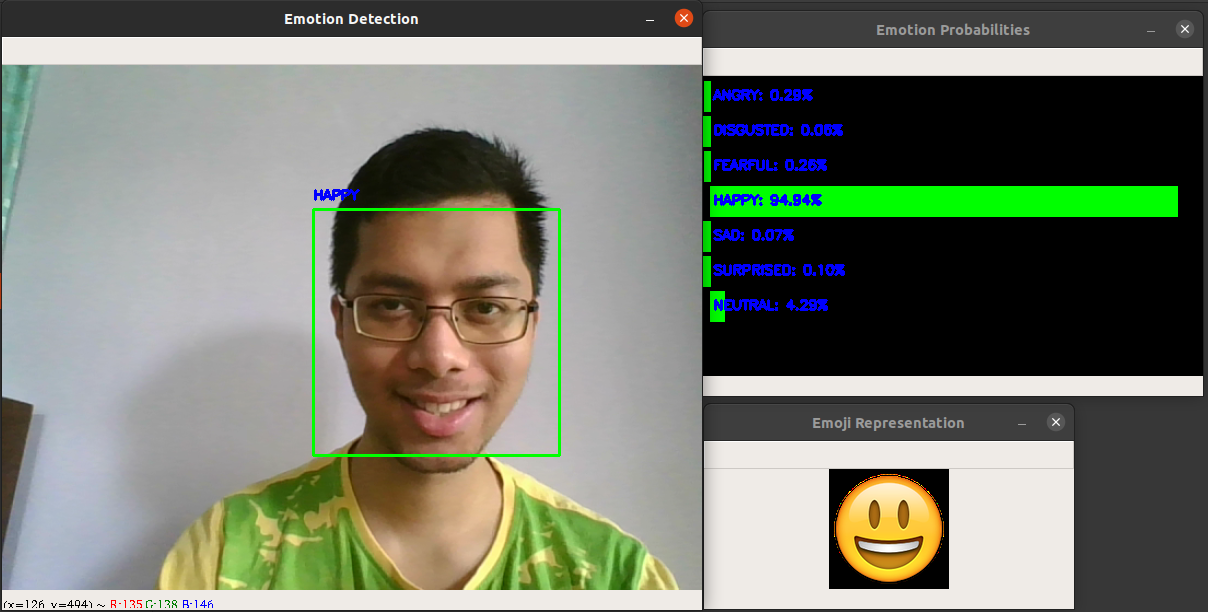 Emotion Detection
HAPPY
(x=126, y=494) ~ R:135 G:138 B:146
Emotion Probabilities
ANGRY: 0.29%
DISGUSTED: 0.06%
FEARFUL: 0.26%
HAPPY: 94.94%
SAD: 0.07%
SURPRISED: 0.10%
NEUTRAL: 4.29%
Emoji Representation